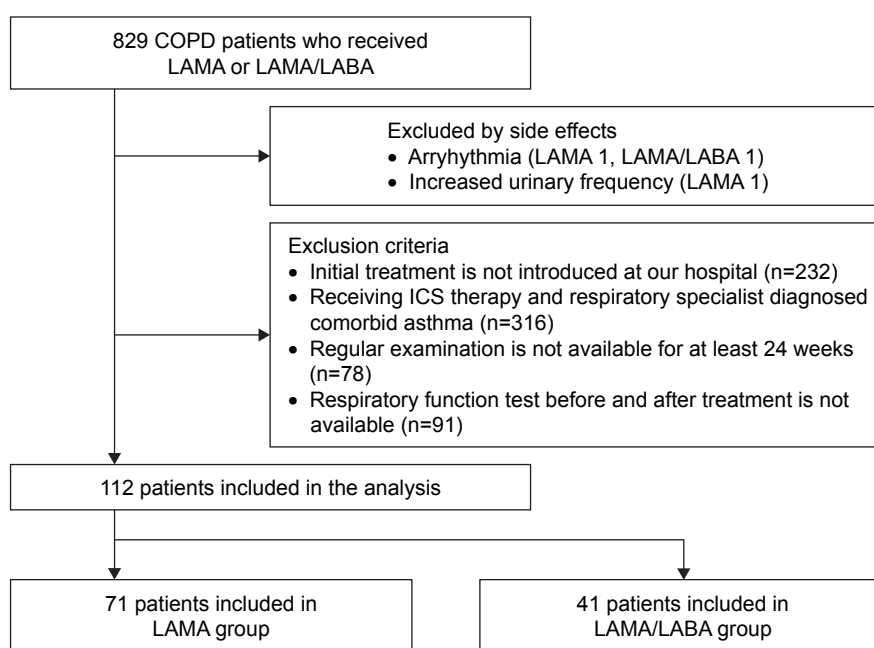 829 COPD patients who received
LAMA or LAMA/LABA
Excluded by side effects
• Arryhythmia (LAMA 1, LAMA/LABA 1)
• Increased urinary frequency (LAMA 1)
Exclusion criteria
• Initial treatment is not introduced at our hospital (n=232)
• Receiving ICS therapy and respiratory specialist diagnosed
comorbid asthma (n=316)
• Regular examination is not available for at least 24 weeks
(n=78)
• Respiratory function test before and after treatment is not
available (n=91)
112 patients included in the analysis
71 patients included in
LAMA group
41 patients included in
LAMA/LABA group